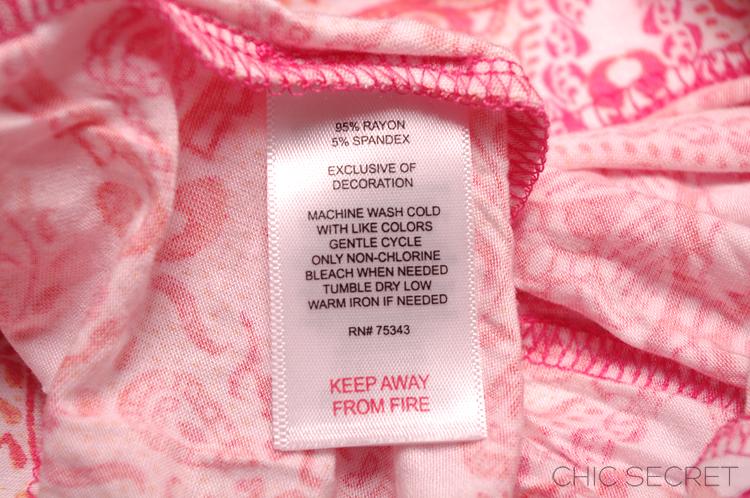 95% RAYON
5% SPANDEX
EXCLUSIVE OF
DECORATION
MACHINE WASH COLD
WITH LIKE COLORS
GENTLE CYCLE
ONLY NON-CHLORINE
BLEACH WHEN NEEDED
TUMBLE DRY LOW
WARM IRON IF NEEDED
RN# 75343
KEEP AWAY
FROM FIRE
CHIC SECRET